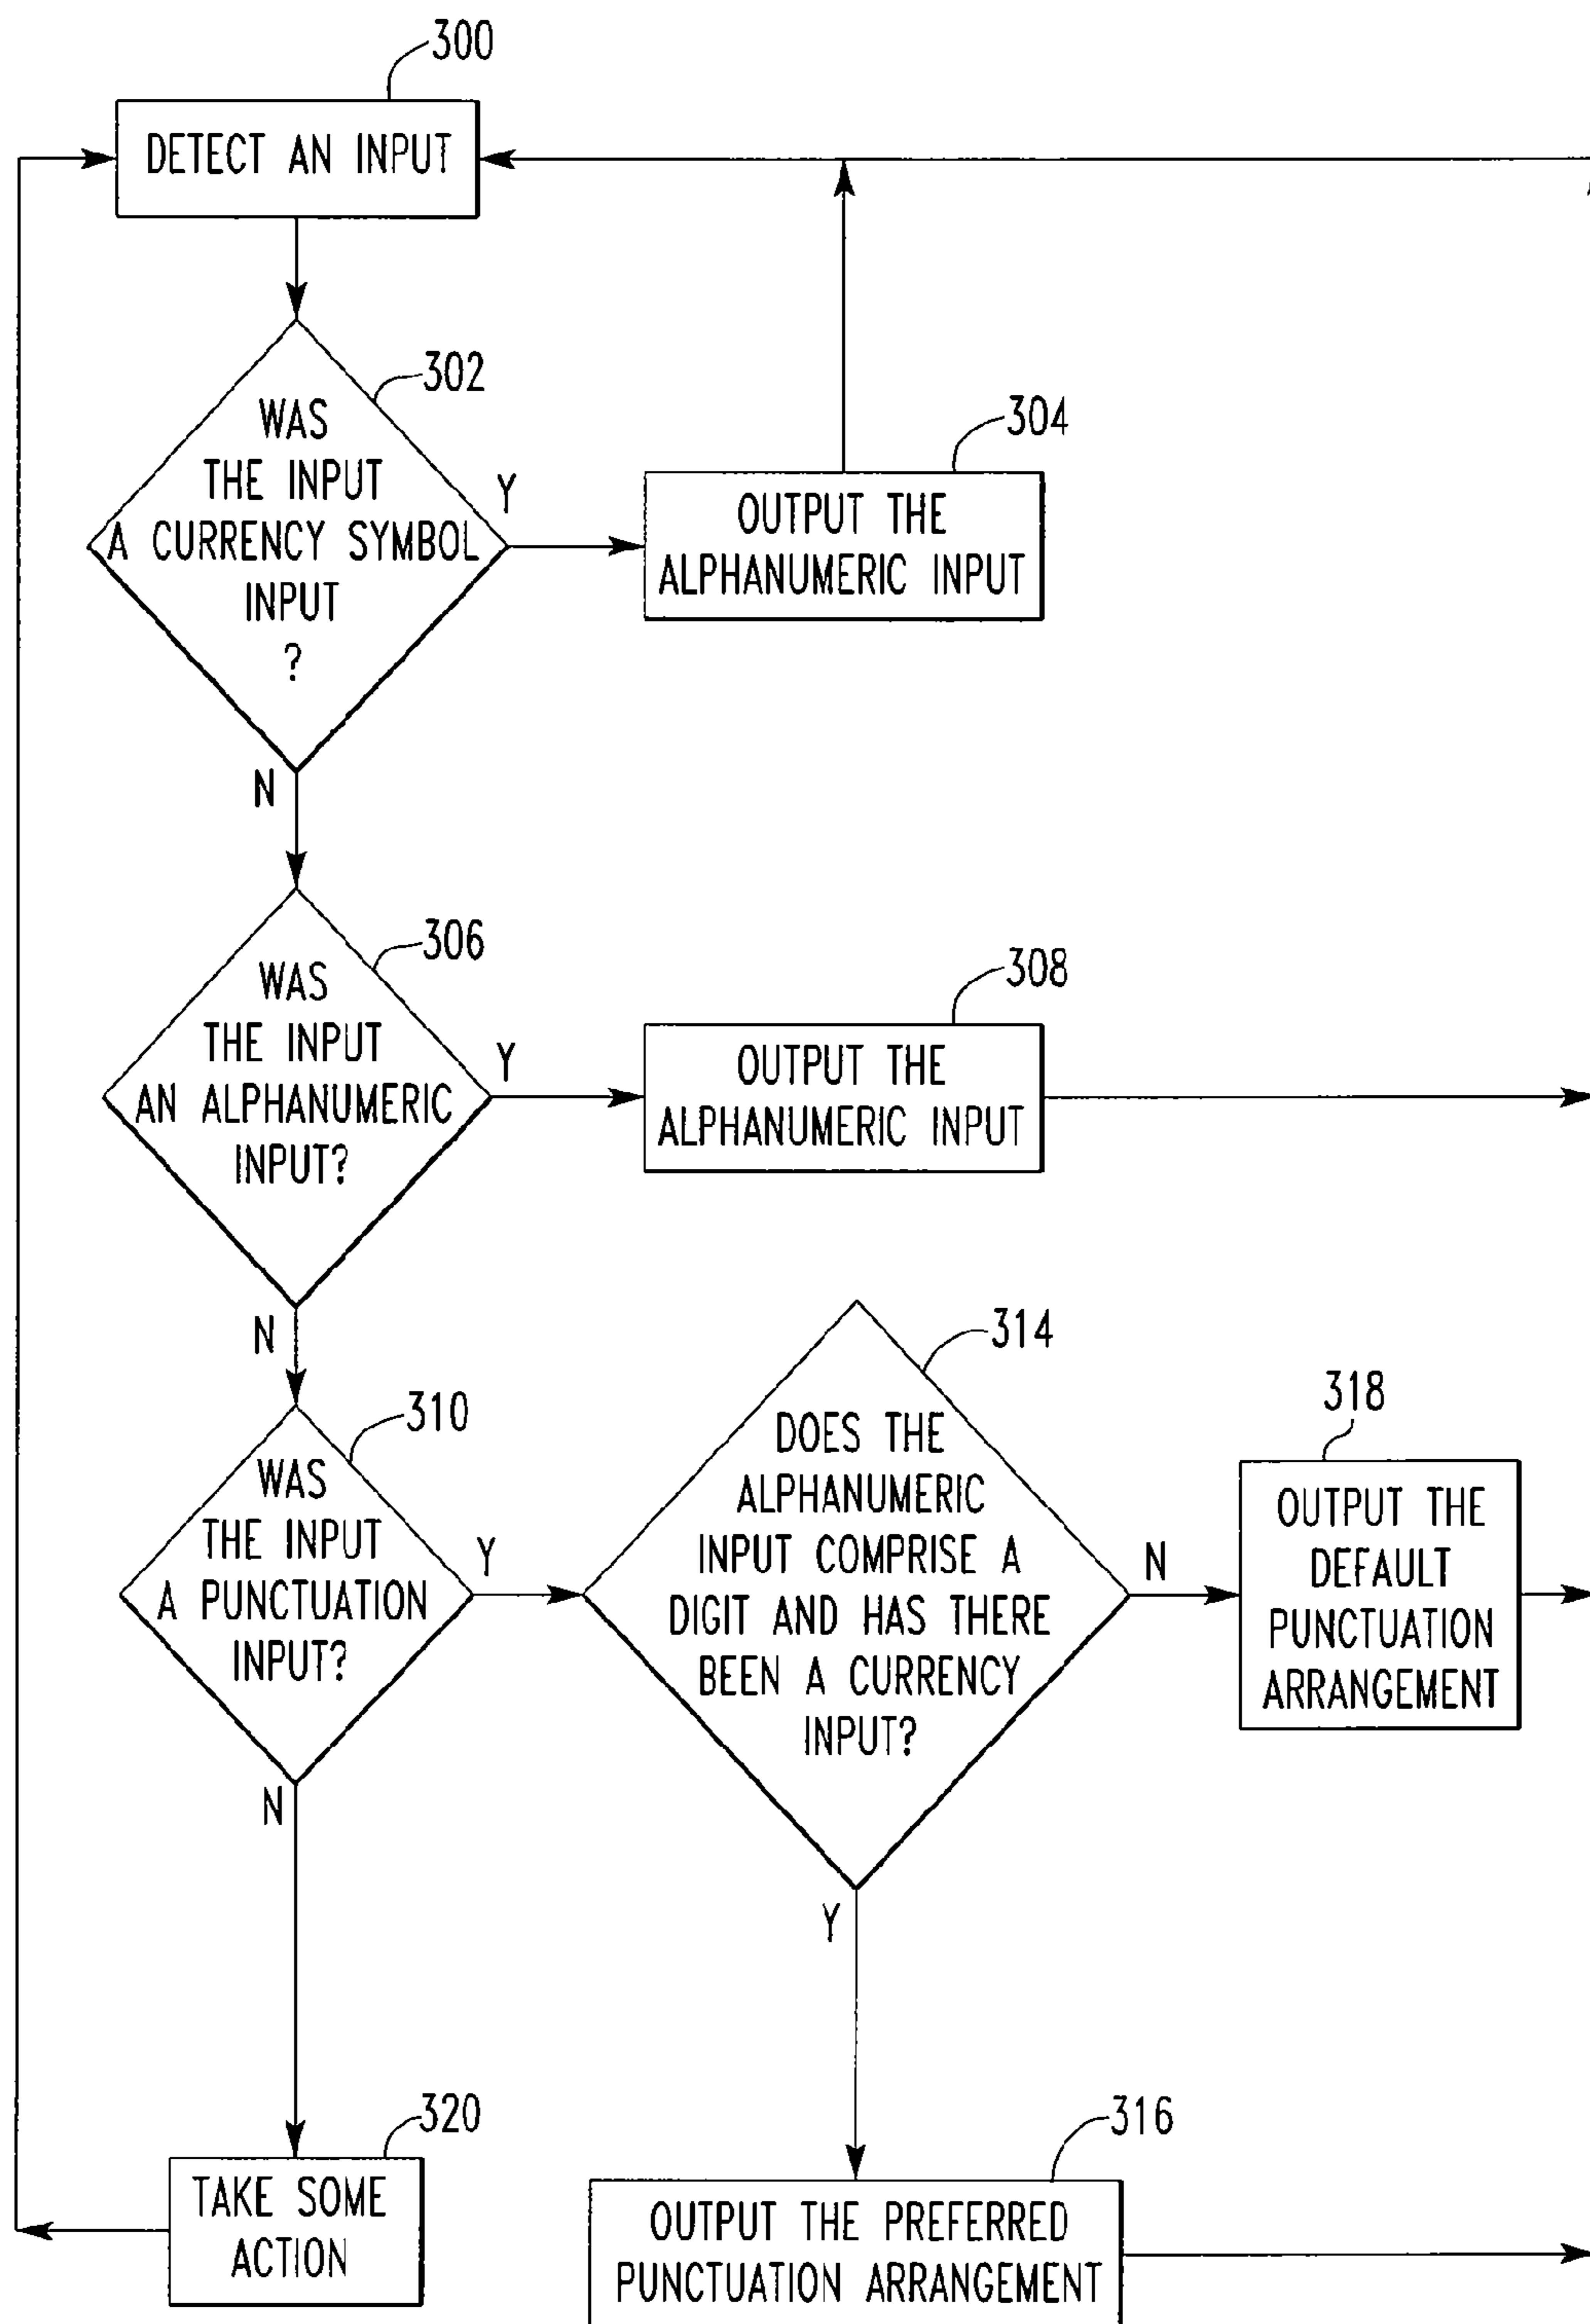 300
DETECT AN INPUT
302
WAS
THE INPUT
A CURRENCY SYMBOL
INPUT
?
Y
N
304
OUTPUT THE
ALPHANUMERIC INPUT
306
WAS
THE INPUT
AN ALPHANUMERIC
INPUT?
Y
N
308
OUTPUT THE
ALPHANUMERIC INPUT
310
WAS
THE INPUT
A PUNCTUATION
INPUT?
Y
N
314
DOES THE
ALPHANUMERIC
INPUT COMPRISE A
DIGIT AND HAS THERE
BEEN A CURRENCY
INPUT?
N
Y
318
OUTPUT THE
DEFAULT
PUNCTUATION
ARRANGEMENT
320
TAKE SOME
ACTION
316
OUTPUT THE PREFERRED
PUNCTUATION ARRANGEMENT